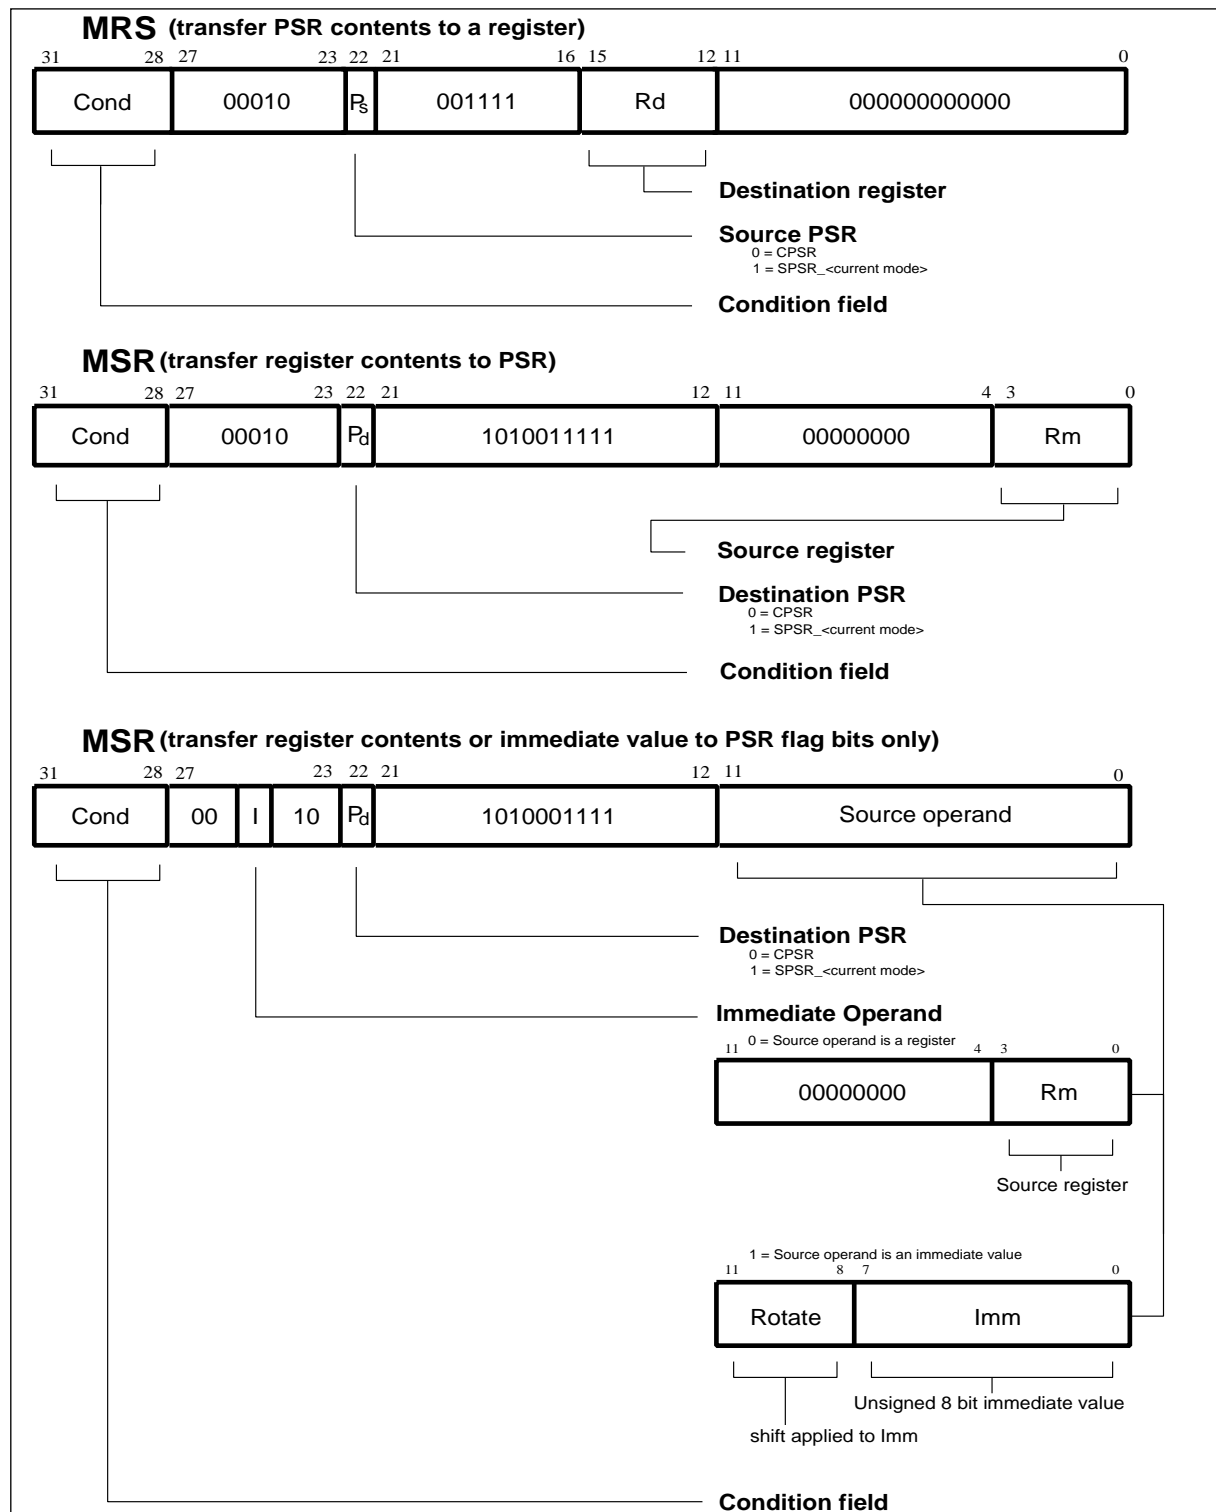 MRS (transfer PSR contents to a register)
31 28 27 23 22 21 16 15 12 11 0
Cond 00010 Ps 001111 Rd 000000000000
Destination register
Source PSR
0 = CPSR
1 = SPSR_<current mode>
Condition field
MSR (transfer register contents to PSR)
31 28 27 23 22 21 12 11 4 3 0
Cond 00010 Pd 1010011111 00000000 Rm
Source register
Destination PSR
0 = CPSR
1 = SPSR_<current mode>
Condition field
MSR (transfer register contents or immediate value to PSR flag bits only)
31 28 27 23 22 21 12 11 0
Cond 00 I 10 Pd 1010001111 Source operand
Destination PSR
0 = CPSR
1 = SPSR_<current mode>
Immediate Operand
0 = Source operand is a register
11 4 3 0
00000000 Rm
Source register
1 = Source operand is an immediate value
11 8 7 0
Rotate Imm
Unsigned 8 bit immediate value
shift applied to Imm
Condition field